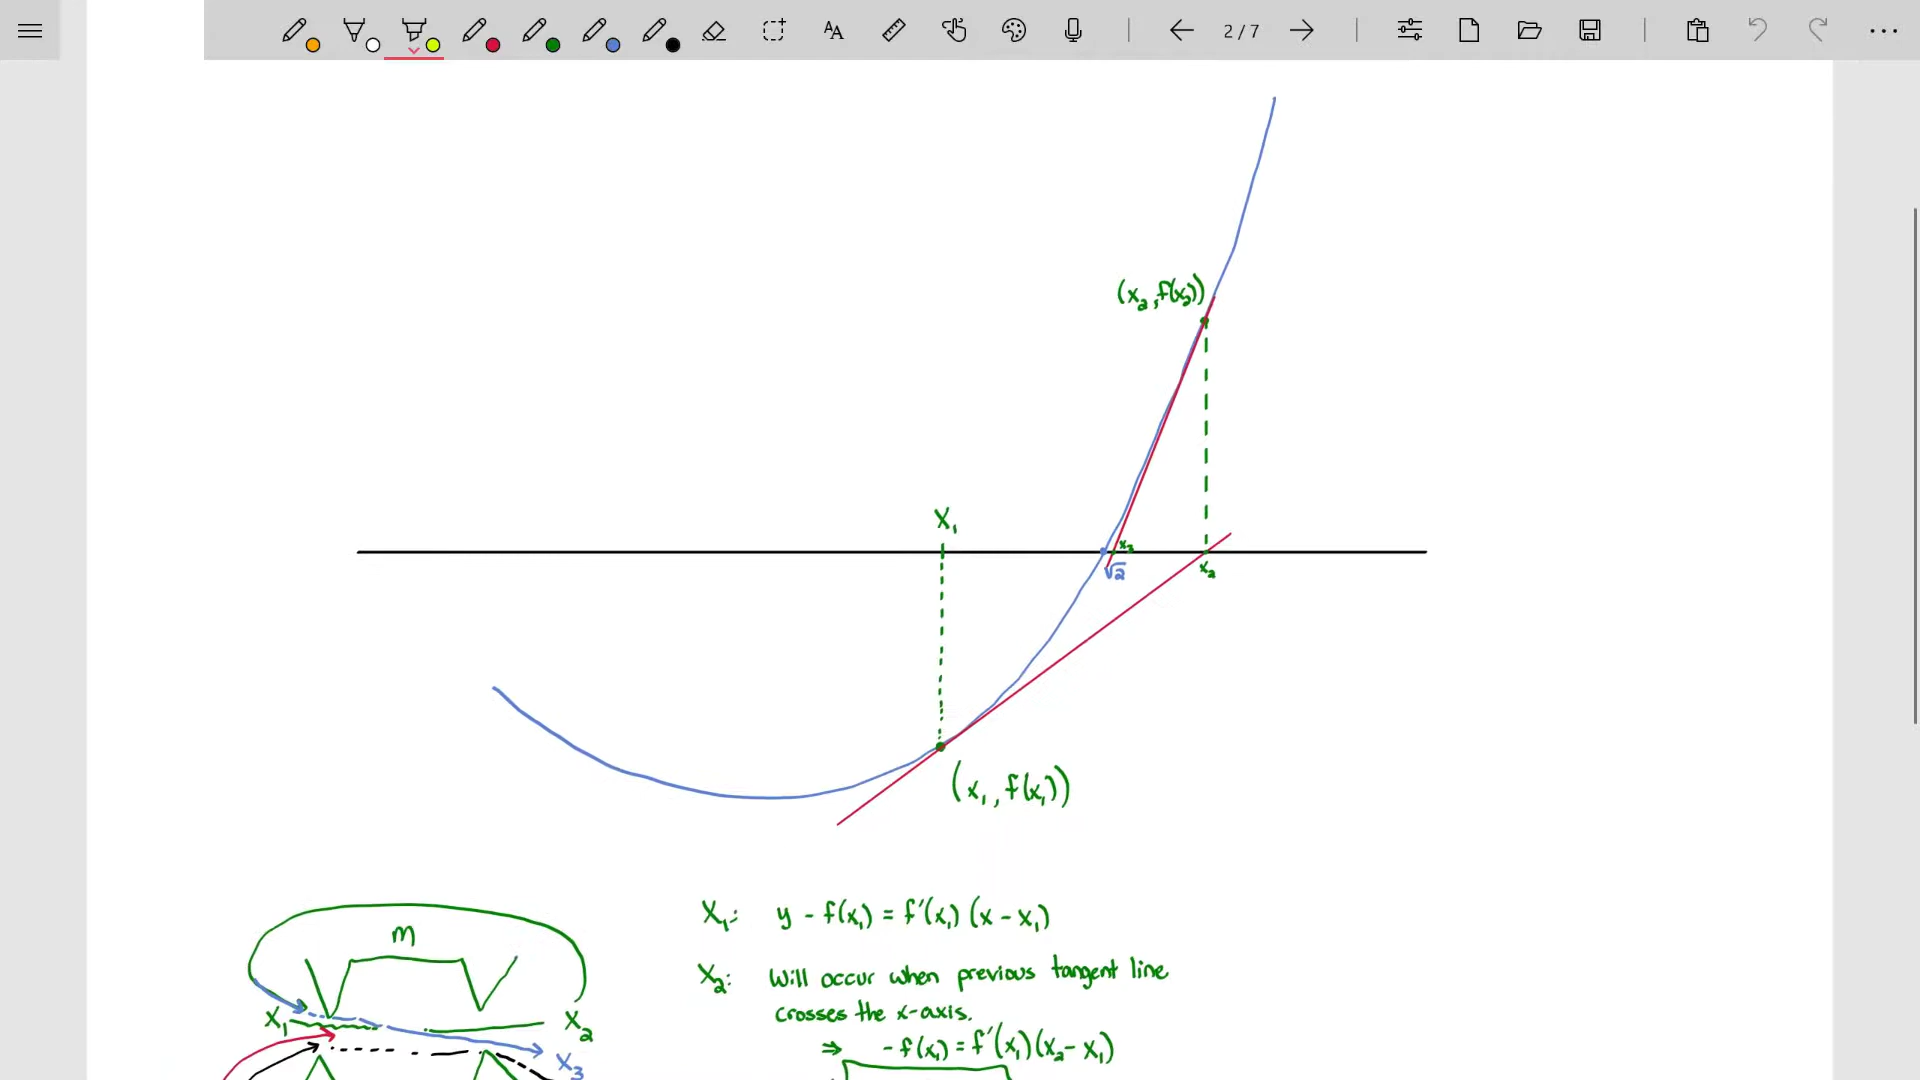 2 / 7
(x₂, f(x₂))
X₁
x₃
√2
x₂
(x₁, f(x₁))
m
X₁
X₂
X₃
X₁: y - f(x₁) = f'(x₁) (x - x₁)
X₂: Will occur when previous tangent line
crosses the x-axis.
⇒ - f(x₁) = f'(x₁)(x₂ - x₁)